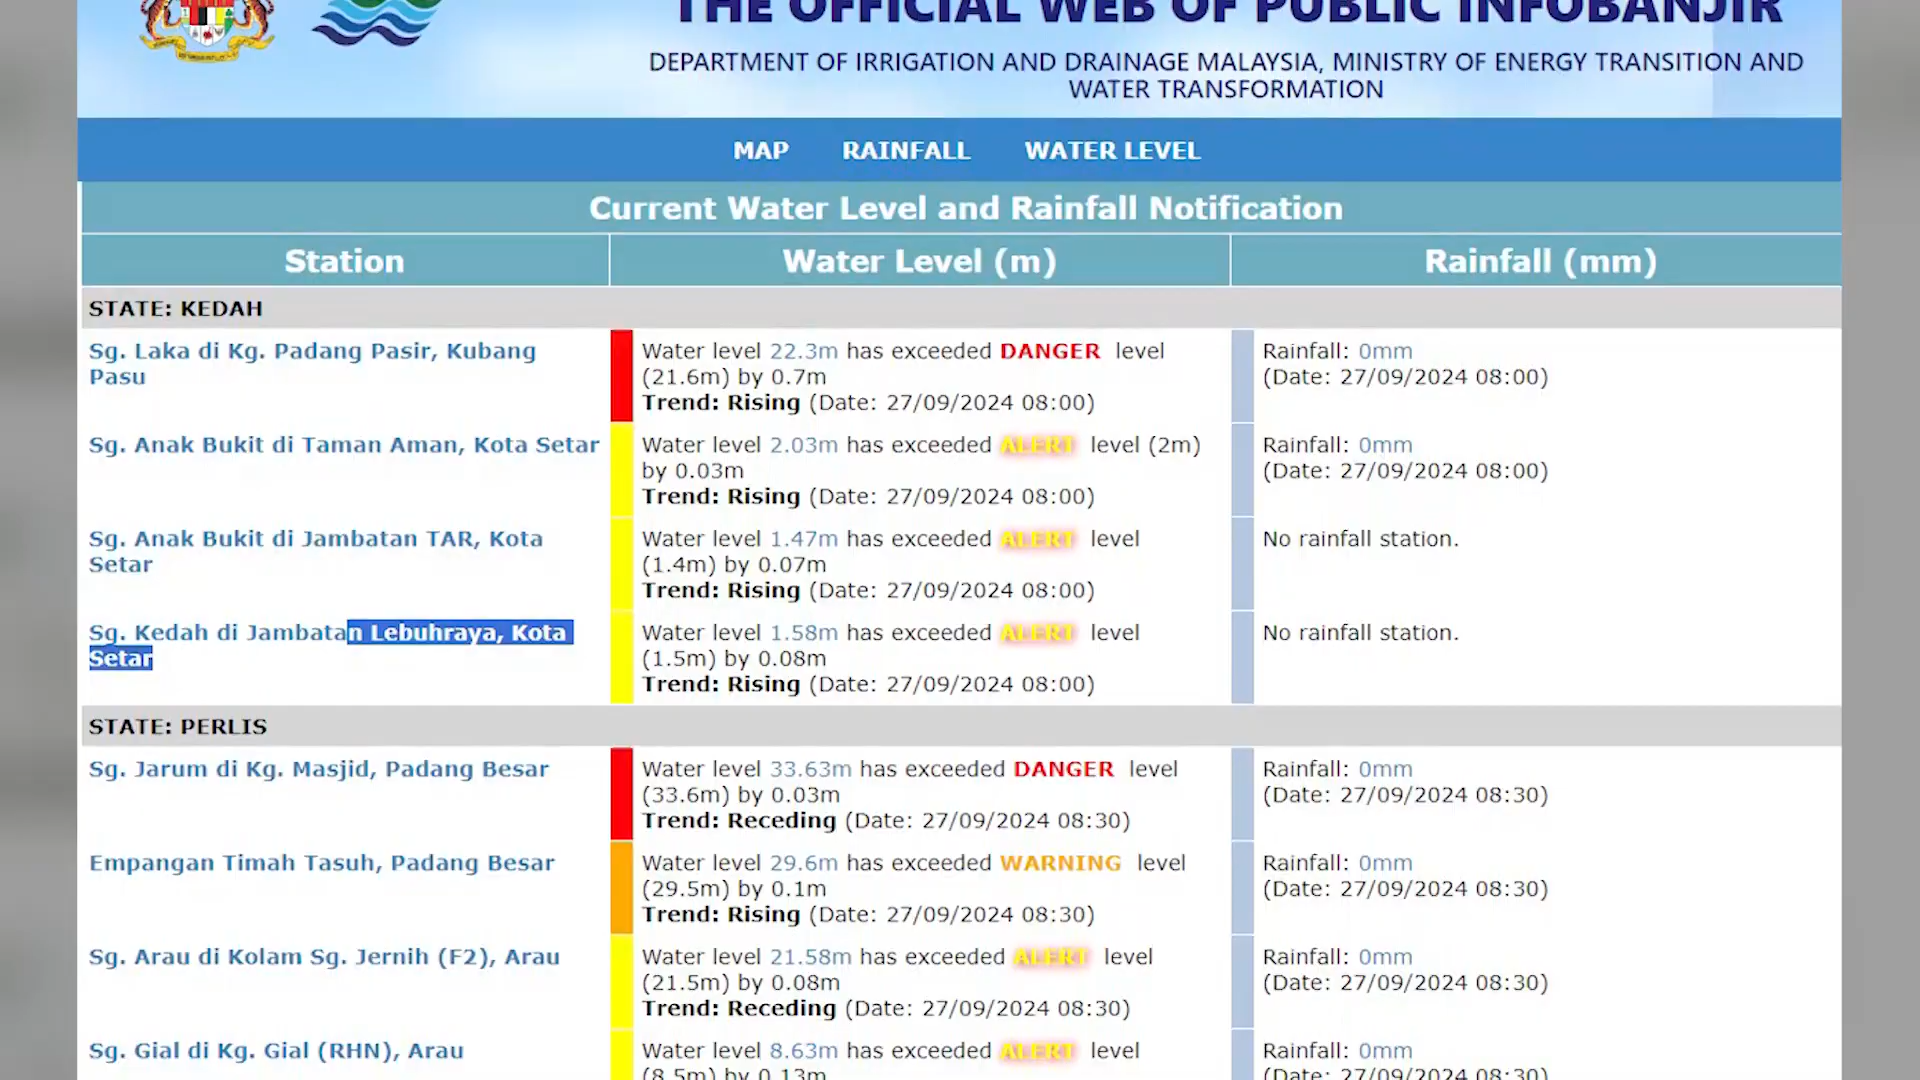 THE OFFICIAL WEB OF PUBLIC INFOBANJIR
DEPARTMENT OF IRRIGATION AND DRAINAGE MALAYSIA, MINISTRY OF ENERGY TRANSITION AND
WATER TRANSFORMATION
MAP RAINFALL WATER LEVEL
Current Water Level and Rainfall Notification
Station Water Level (m) Rainfall (mm)
STATE: KEDAH
Sg. Laka di Kg. Padang Pasir, Kubang
Pasu
Water level 22.3m has exceeded DANGER level
(21.6m) by 0.7m
Trend: Rising (Date: 27/09/2024 08:00)
Rainfall: 0mm
(Date: 27/09/2024 08:00)
Sg. Anak Bukit di Taman Aman, Kota Setar
Water level 2.03m has exceeded ALERT level (2m)
by 0.03m
Trend: Rising (Date: 27/09/2024 08:00)
Rainfall: 0mm
(Date: 27/09/2024 08:00)
Sg. Anak Bukit di Jambatan TAR, Kota
Setar
Water level 1.47m has exceeded ALERT level
(1.4m) by 0.07m
Trend: Rising (Date: 27/09/2024 08:00)
No rainfall station.
Sg. Kedah di Jambatan Lebuhraya, Kota
Setar
Water level 1.58m has exceeded ALERT level
(1.5m) by 0.08m
Trend: Rising (Date: 27/09/2024 08:00)
No rainfall station.
STATE: PERLIS
Sg. Jarum di Kg. Masjid, Padang Besar
Water level 33.63m has exceeded DANGER level
(33.6m) by 0.03m
Trend: Receding (Date: 27/09/2024 08:30)
Rainfall: 0mm
(Date: 27/09/2024 08:30)
Empangan Timah Tasuh, Padang Besar
Water level 29.6m has exceeded WARNING level
(29.5m) by 0.1m
Trend: Rising (Date: 27/09/2024 08:30)
Rainfall: 0mm
(Date: 27/09/2024 08:30)
Sg. Arau di Kolam Sg. Jernih (F2), Arau
Water level 21.58m has exceeded ALERT level
(21.5m) by 0.08m
Trend: Receding (Date: 27/09/2024 08:30)
Rainfall: 0mm
(Date: 27/09/2024 08:30)
Sg. Gial di Kg. Gial (RHN), Arau
Water level 8.63m has exceeded ALERT level
(8.5m) by 0.13m
Rainfall: 0mm
(Date: 27/09/2024 08:30)